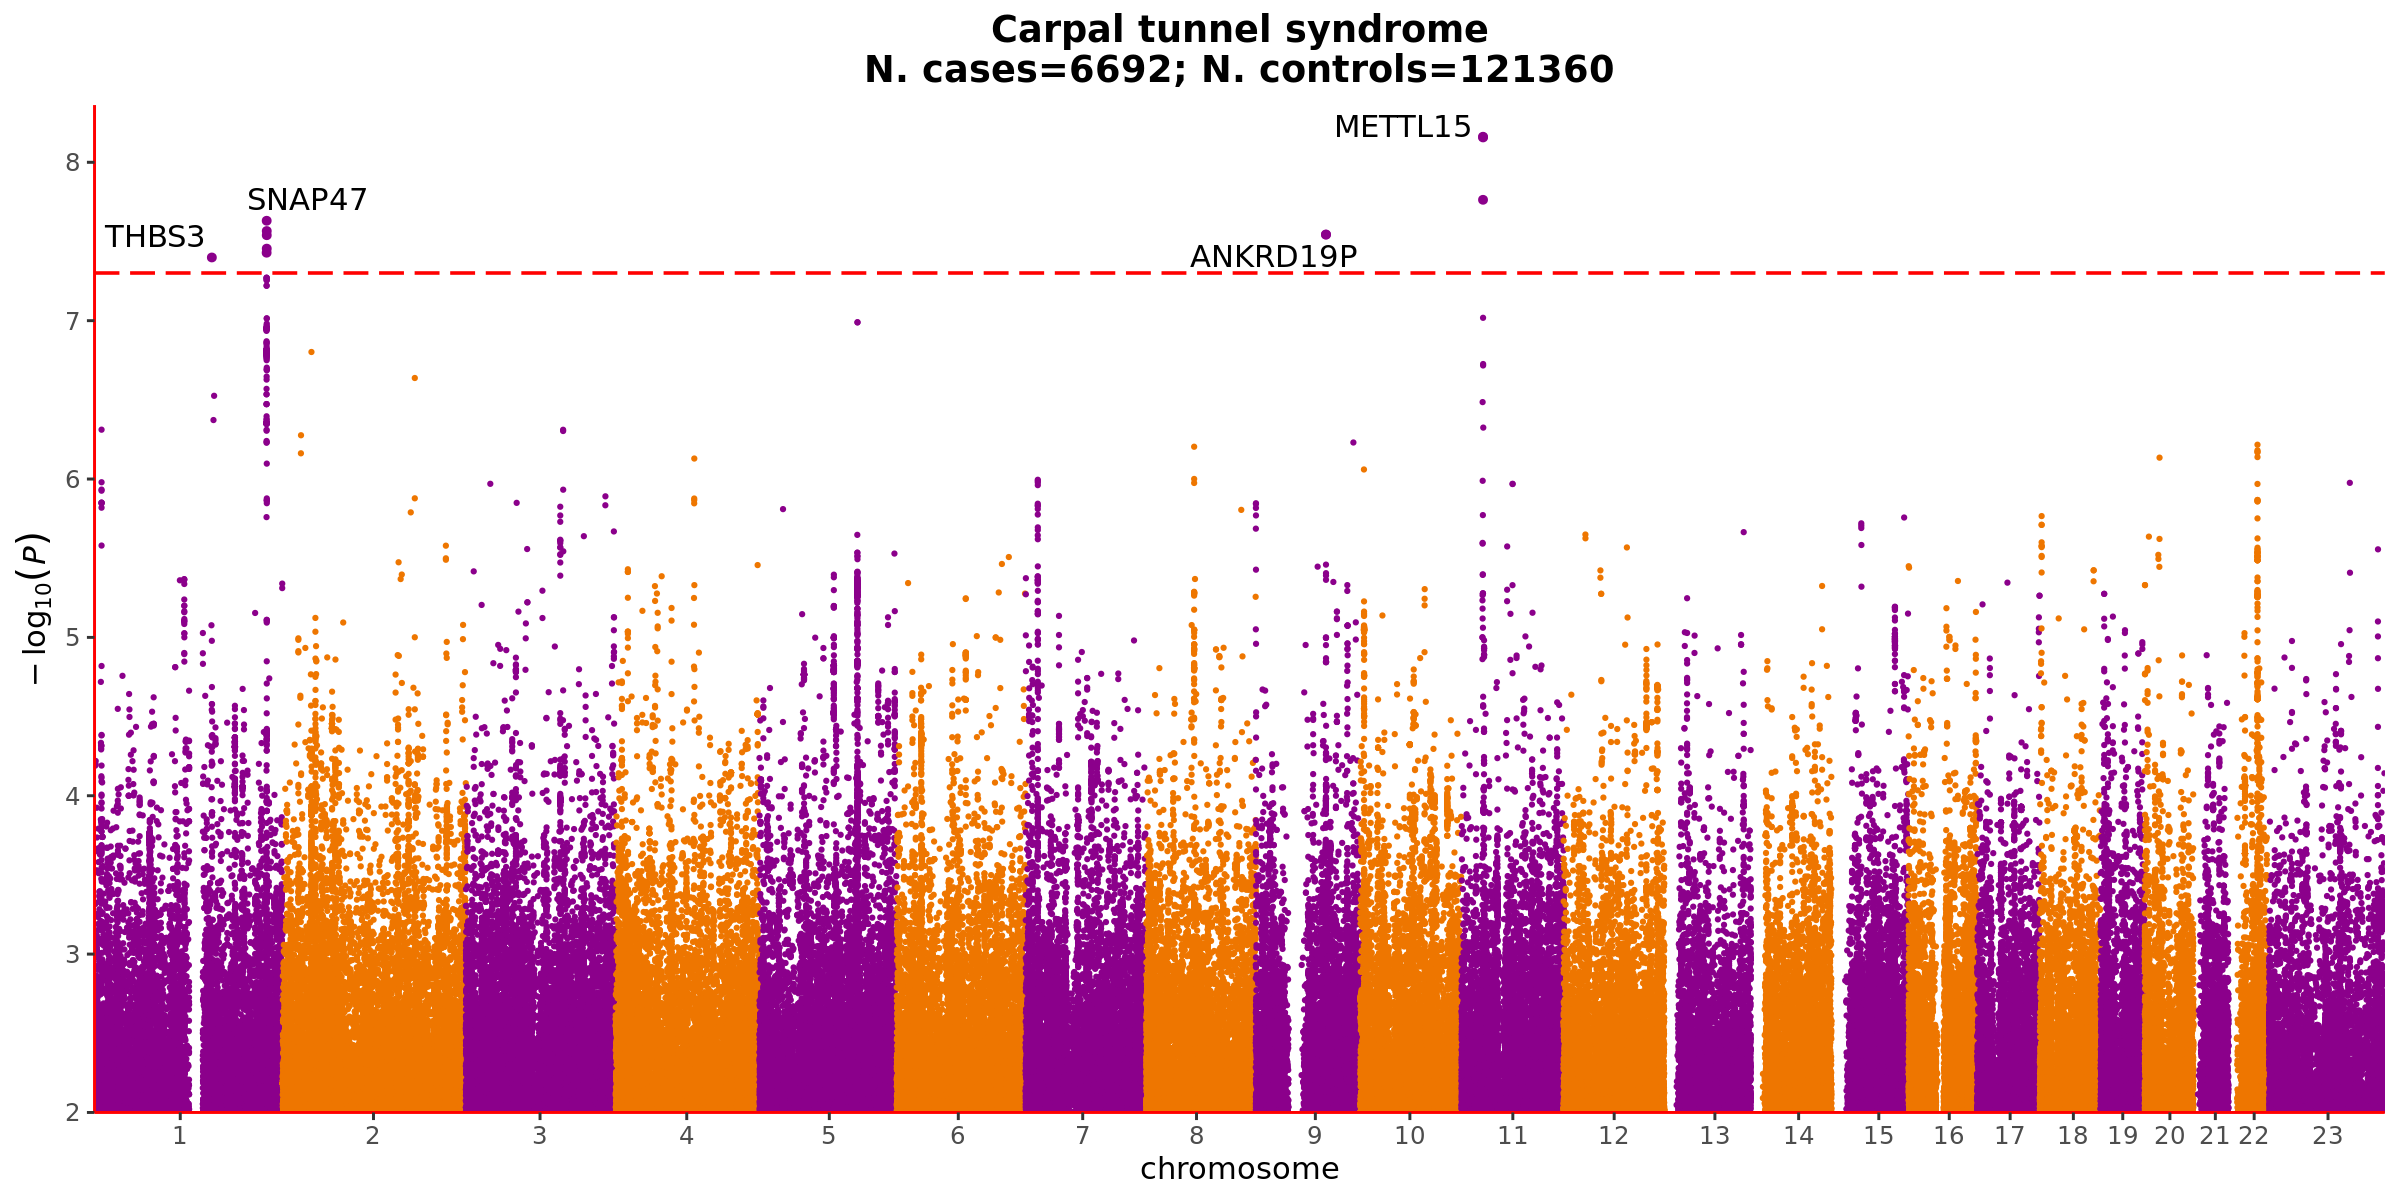 Carpal tunnel syndrome
N. cases=6692; N. controls=121360
METTL15
SNAP47
THBS3
ANKRD19P
8
7
6
5
4
3
2
−log10(P)
1 2 3 4 5 6 7 8 9 10 11 12 13 14 15 16 17 18 19 20 21 22 23
chromosome